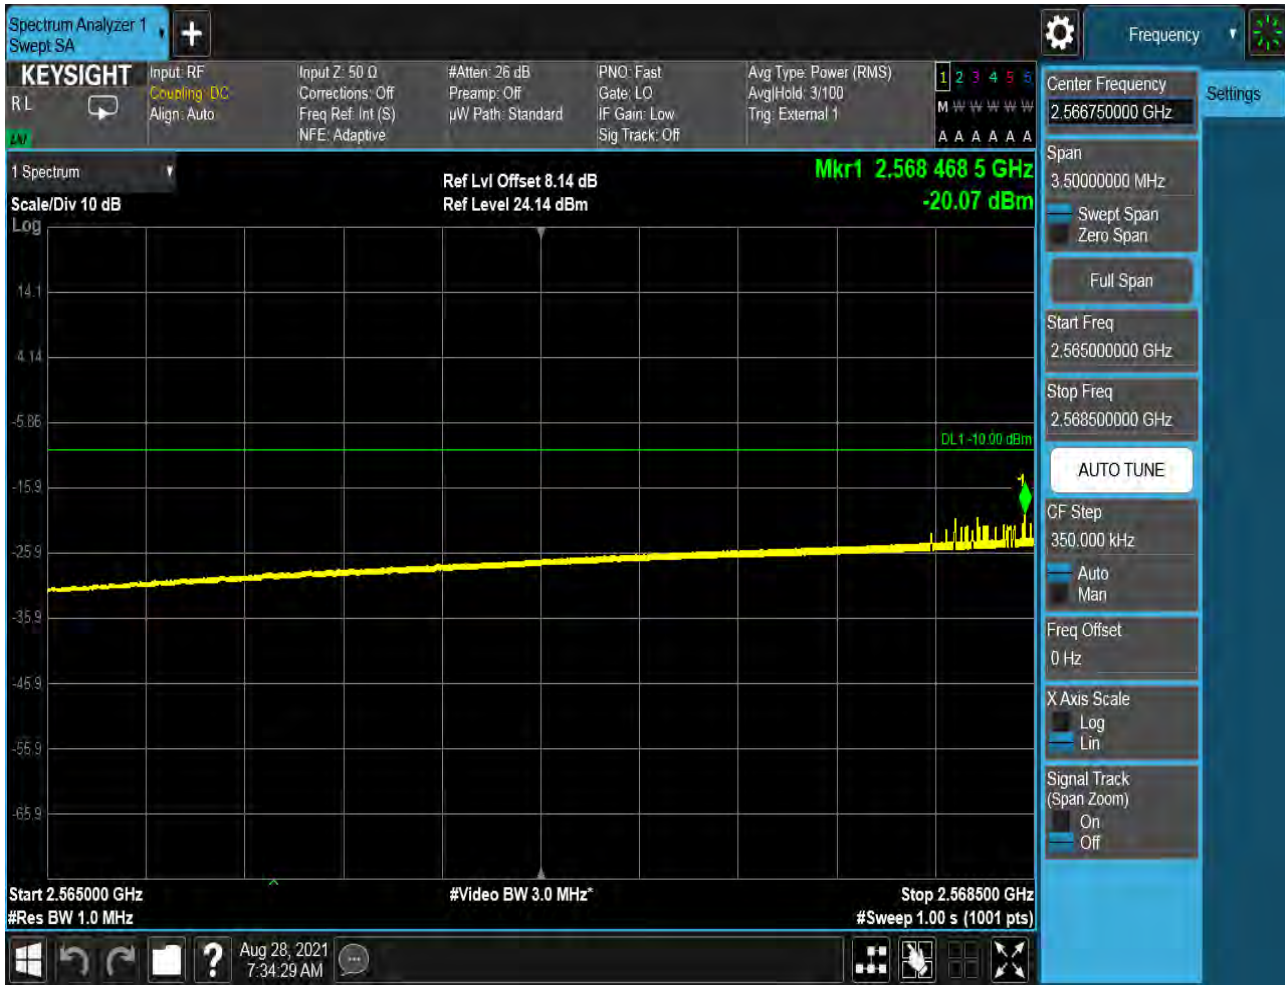 Spectrum Analyzer 1
Swept SA
+
Frequency
KEYSIGHT
R L
LXI
Input: RF
Coupling: DC
Align: Auto
Input Z: 50 Ω
Corrections: Off
Freq Ref: Int (S)
NFE: Adaptive
#Atten: 26 dB
Preamp: Off
µW Path: Standard
PNO: Fast
Gate: LO
IF Gain: Low
Sig Track: Off
Avg Type: Power (RMS)
Avg|Hold: 3/100
Trig: External 1
1 2 3 4 5 6
M W W W W W
A A A A A A
1 Spectrum
Scale/Div 10 dB
Log
Ref Lvl Offset 8.14 dB
Ref Level 24.14 dBm
Mkr1 2.568 468 5 GHz
-20.07 dBm
14.1
4.14
-5.86
DL1 -10.00 dBm
-15.9
1
-25.9
-35.9
-45.9
-55.9
-65.9
Start 2.565000 GHz
#Res BW 1.0 MHz
#Video BW 3.0 MHz*
Stop 2.568500 GHz
#Sweep 1.00 s (1001 pts)
?
Aug 28, 2021
7:34:29 AM
Center Frequency
2.566750000 GHz
Settings
Span
3.50000000 MHz
Swept Span
Zero Span
Full Span
Start Freq
2.565000000 GHz
Stop Freq
2.568500000 GHz
AUTO TUNE
CF Step
350.000 kHz
Auto
Man
Freq Offset
0 Hz
X Axis Scale
Log
Lin
Signal Track
(Span Zoom)
On
Off